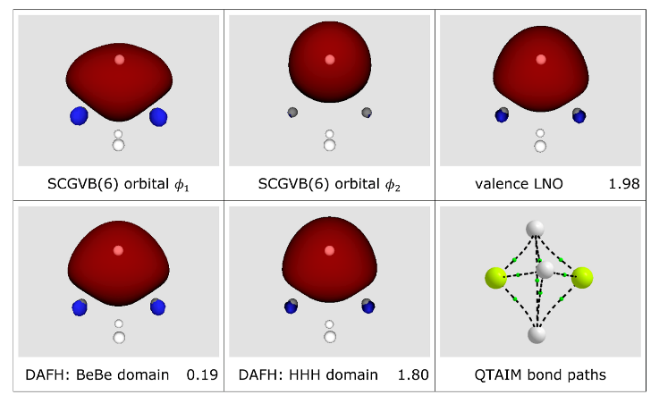 SCGVB(6) orbital ϕ₁
SCGVB(6) orbital ϕ₂
valence LNO 1.98
DAFH: BeBe domain 0.19
DAFH: HHH domain 1.80
QTAIM bond paths